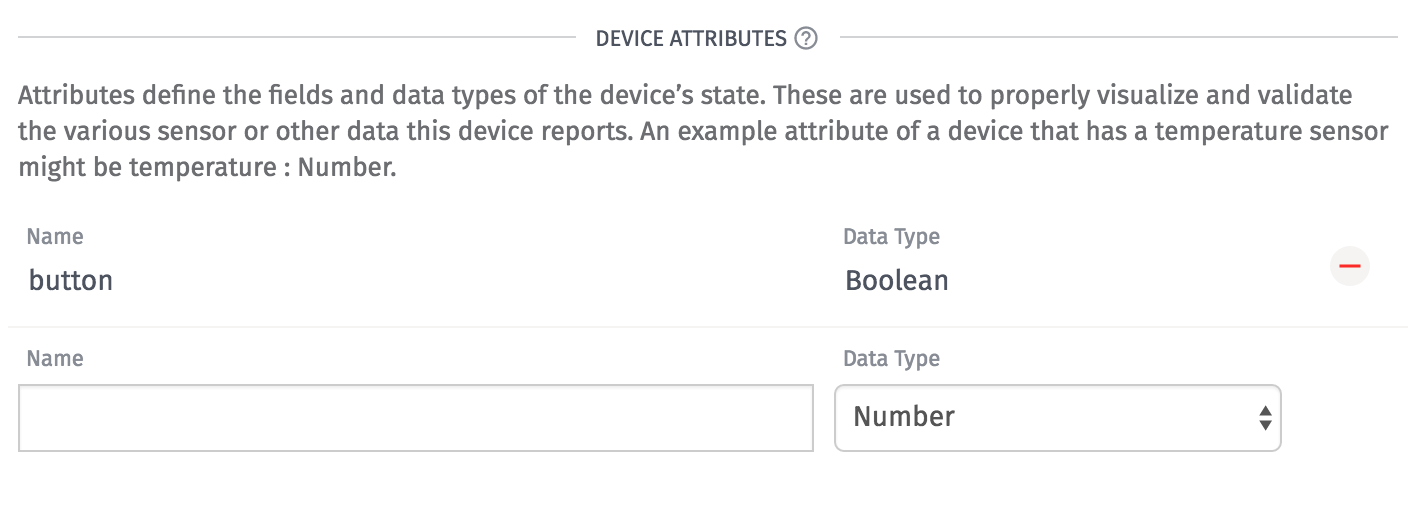 DEVICE ATTRIBUTES ?
Attributes define the fields and data types of the device’s state. These are used to properly visualize and validate
the various sensor or other data this device reports. An example attribute of a device that has a temperature sensor
might be temperature : Number.
Name Data Type
button Boolean
Name Data Type
Number